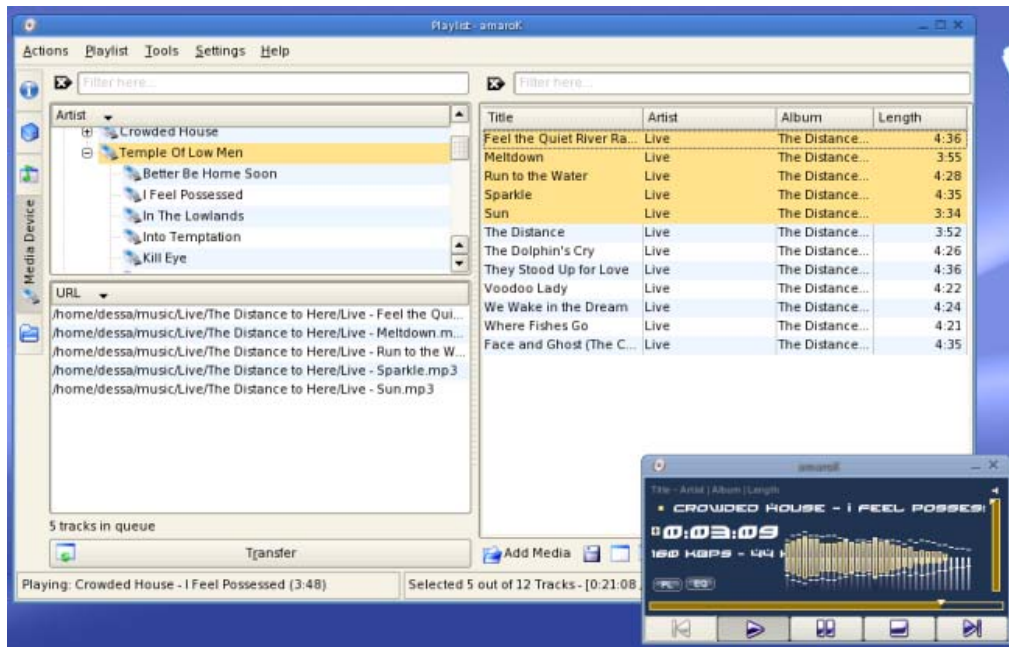 Playlist - amaroK
Actions Playlist Tools Settings Help
Filter here...
Filter here...
Media Device
Artist
Crowded House
Temple Of Low Men
Better Be Home Soon
I Feel Possessed
In The Lowlands
Into Temptation
Kill Eye
URL
/home/dessa/music/Live/The Distance to Here/Live - Feel the Qui...
/home/dessa/music/Live/The Distance to Here/Live - Meltdown.m...
/home/dessa/music/Live/The Distance to Here/Live - Run to the W...
/home/dessa/music/Live/The Distance to Here/Live - Sparkle.mp3
/home/dessa/music/Live/The Distance to Here/Live - Sun.mp3
5 tracks in queue
Transfer
Title Artist Album Length
Feel the Quiet River Ra... Live The Distance... 4:36
Meltdown Live The Distance... 3:55
Run to the Water Live The Distance... 4:28
Sparkle Live The Distance... 4:35
Sun Live The Distance... 3:34
The Distance Live The Distance... 3:52
The Dolphin's Cry Live The Distance... 4:26
They Stood Up for Love Live The Distance... 4:36
Voodoo Lady Live The Distance... 4:22
We Wake in the Dream Live The Distance... 4:24
Where Fishes Go Live The Distance... 4:21
Face and Ghost (The C... Live The Distance... 4:35
Add Media
Playing: Crowded House - I Feel Possessed (3:48)
Selected 5 out of 12 Tracks - [0:21:08
amaroK
Title - Artist | Album | Length
CROWDED HOUSE - I FEEL POSSES
0:03:09
160 KBPS - 44
PL EQ